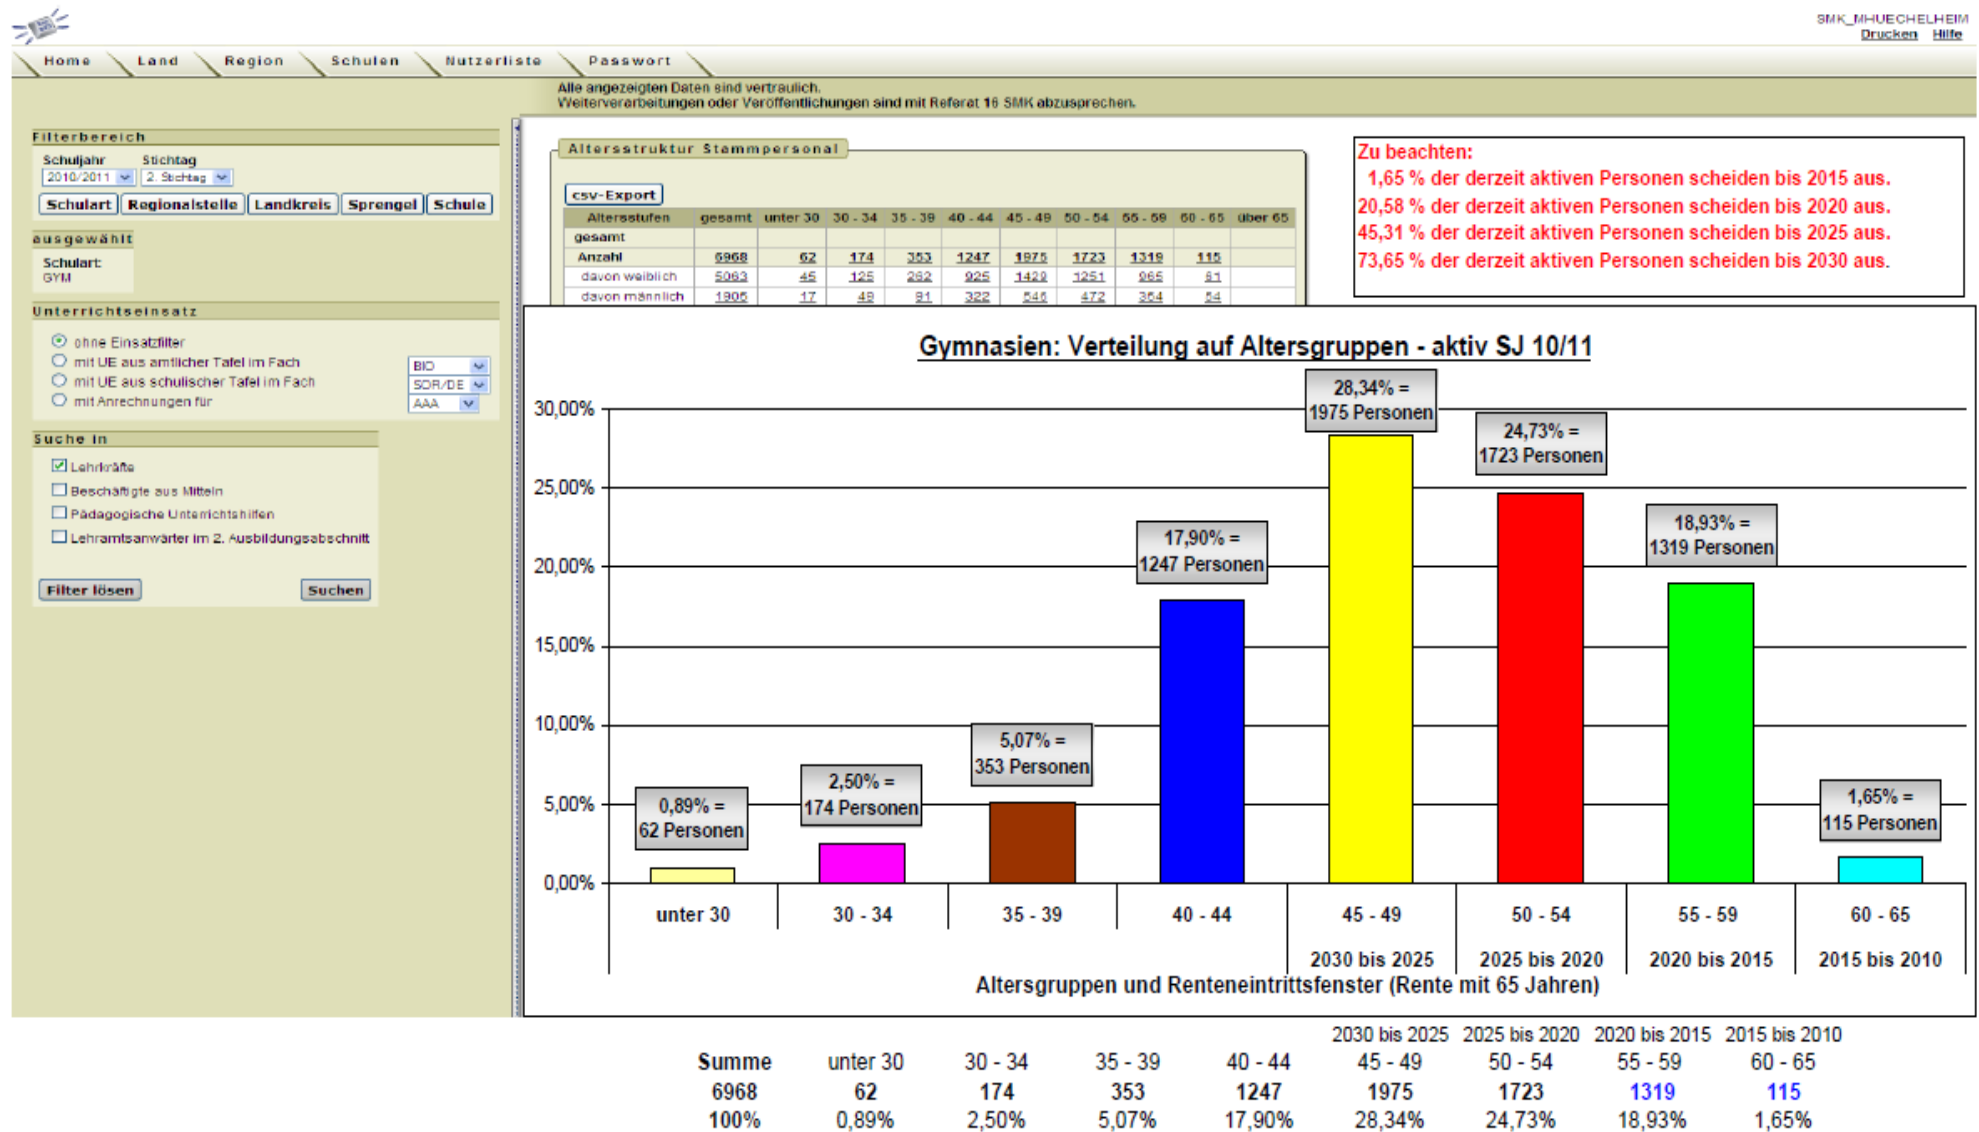 SMK_MHUECHELHEIM
Drucken Hilfe
Home Land Region Schulen Nutzerliste Passwort
Alle angezeigten Daten sind vertraulich.
Weiterverarbeitungen oder Veröffentlichungen sind mit Referat 16 SMK abzusprechen.
Filterbereich
Schuljahr Stichtag
2010/2011 2. Stichtag
Schulart Regionalstelle Landkreis Sprengel Schule
ausgewählt
Schulart:
GYM
Unterrichtseinsatz
ohne Einsatzfilter
mit UE aus amtlicher Tafel im Fach BIO
mit UE aus schulischer Tafel im Fach SOR/DE
mit Anrechnungen für AAA
Suche in
Lehrkräfte
Beschäftigte aus Mitteln
Pädagogische Unterrichtshilfen
Lehramtsanwärter im 2. Ausbildungsabschnitt
Filter lösen Suchen
Altersstruktur Stammpersonal
csv-Export
Altersstufen gesamt unter 30 30 - 34 35 - 39 40 - 44 45 - 49 50 - 54 55 - 59 60 - 65 über 65
gesamt
Anzahl 6968 62 174 353 1247 1975 1723 1319 115
davon weiblich 5063 45 125 262 925 1429 1251 965 61
davon männlich 1905 17 49 91 322 546 472 354 54
Zu beachten:
1,65 % der derzeit aktiven Personen scheiden bis 2015 aus.
20,58 % der derzeit aktiven Personen scheiden bis 2020 aus.
45,31 % der derzeit aktiven Personen scheiden bis 2025 aus.
73,65 % der derzeit aktiven Personen scheiden bis 2030 aus.
Gymnasien: Verteilung auf Altersgruppen - aktiv SJ 10/11
30,00%
25,00%
20,00%
15,00%
10,00%
5,00%
0,00%
0,89% =
62 Personen
2,50% =
174 Personen
5,07% =
353 Personen
17,90% =
1247 Personen
28,34% =
1975 Personen
24,73% =
1723 Personen
18,93% =
1319 Personen
1,65% =
115 Personen
unter 30 30 - 34 35 - 39 40 - 44 45 - 49 50 - 54 55 - 59 60 - 65
2030 bis 2025 2025 bis 2020 2020 bis 2015 2015 bis 2010
Altersgruppen und Renteneintrittsfenster (Rente mit 65 Jahren)
2030 bis 2025 2025 bis 2020 2020 bis 2015 2015 bis 2010
Summe unter 30 30 - 34 35 - 39 40 - 44 45 - 49 50 - 54 55 - 59 60 - 65
6968 62 174 353 1247 1975 1723 1319 115
100% 0,89% 2,50% 5,07% 17,90% 28,34% 24,73% 18,93% 1,65%